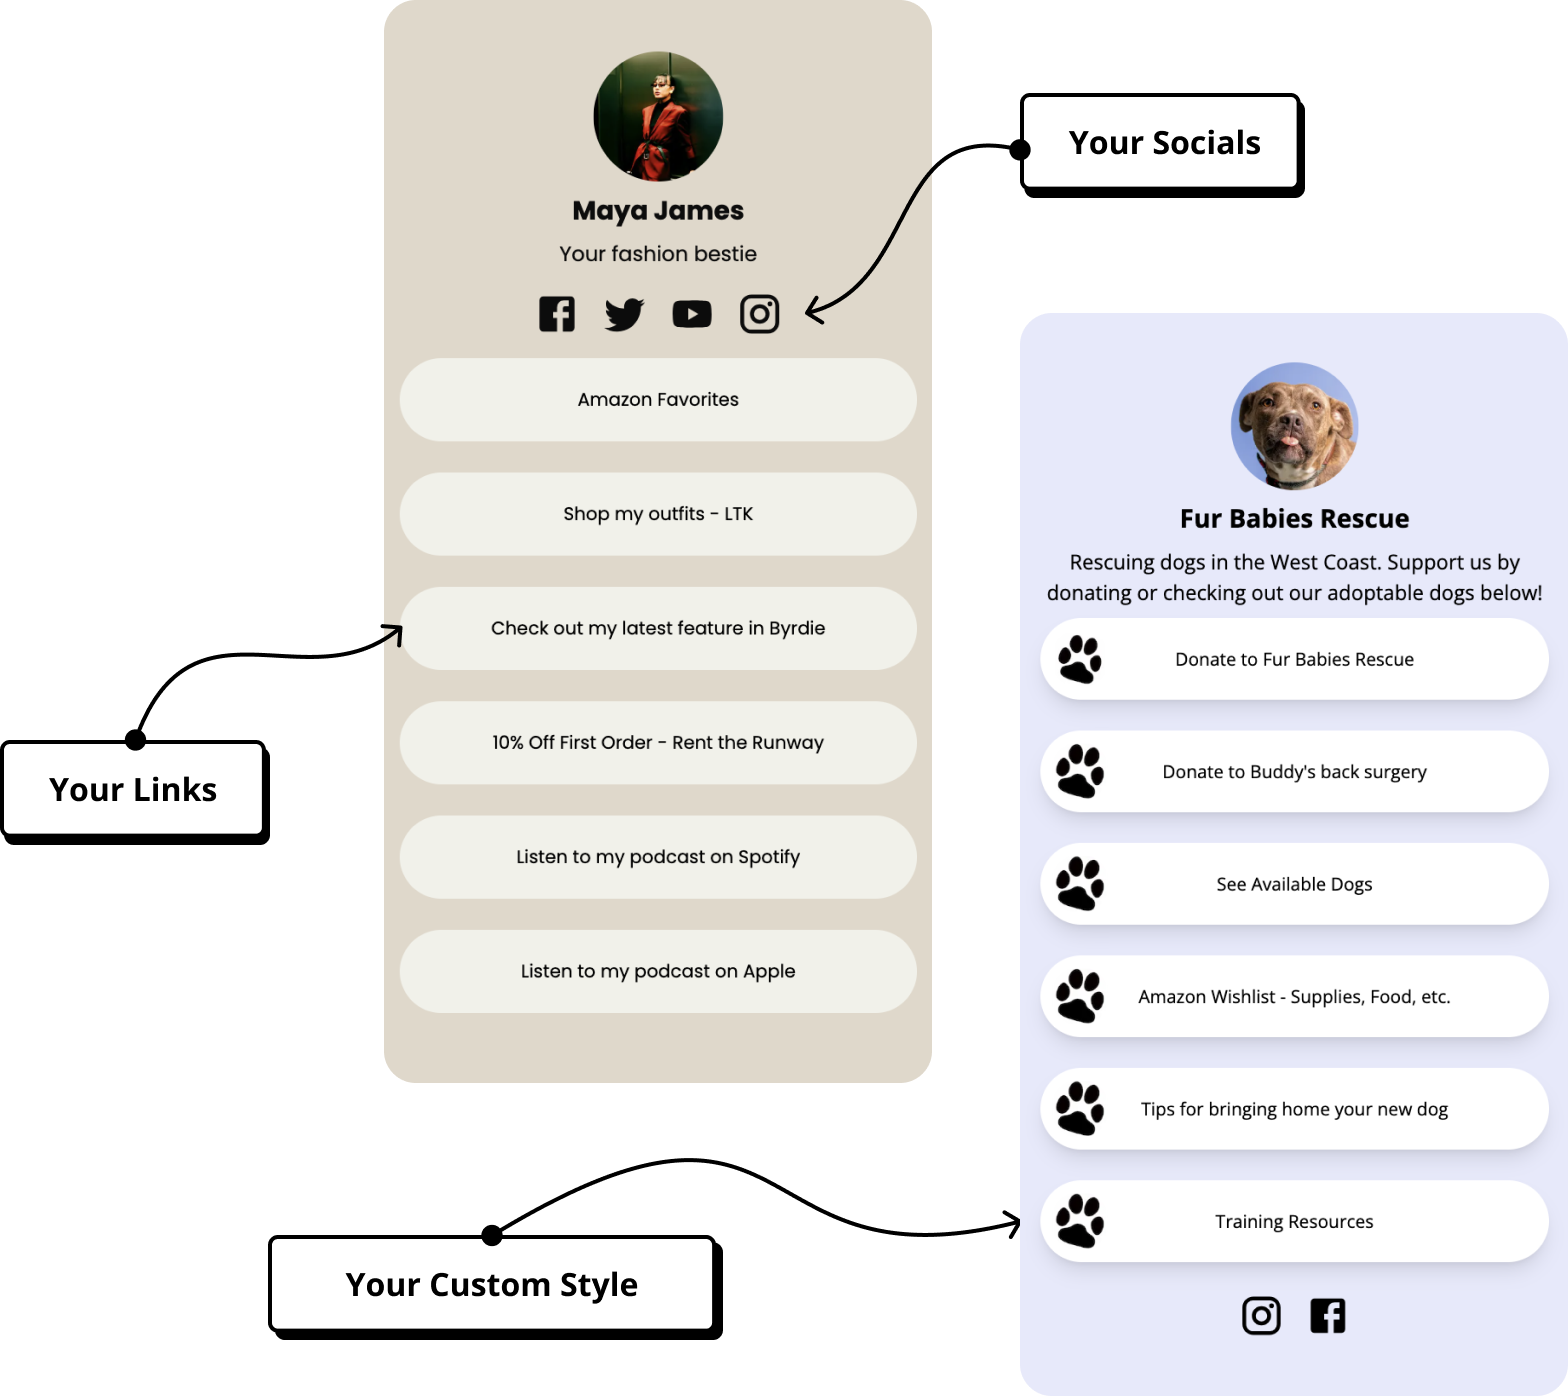 Maya James
Your fashion bestie
Amazon Favorites
Shop my outfits - LTK
Check out my latest feature in Byrdie
10% Off First Order - Rent the Runway
Listen to my podcast on Spotify
Listen to my podcast on Apple
Your Socials
Your Links
Your Custom Style
Fur Babies Rescue
Rescuing dogs in the West Coast. Support us by
donating or checking out our adoptable dogs below!
Donate to Fur Babies Rescue
Donate to Buddy's back surgery
See Available Dogs
Amazon Wishlist - Supplies, Food, etc.
Tips for bringing home your new dog
Training Resources